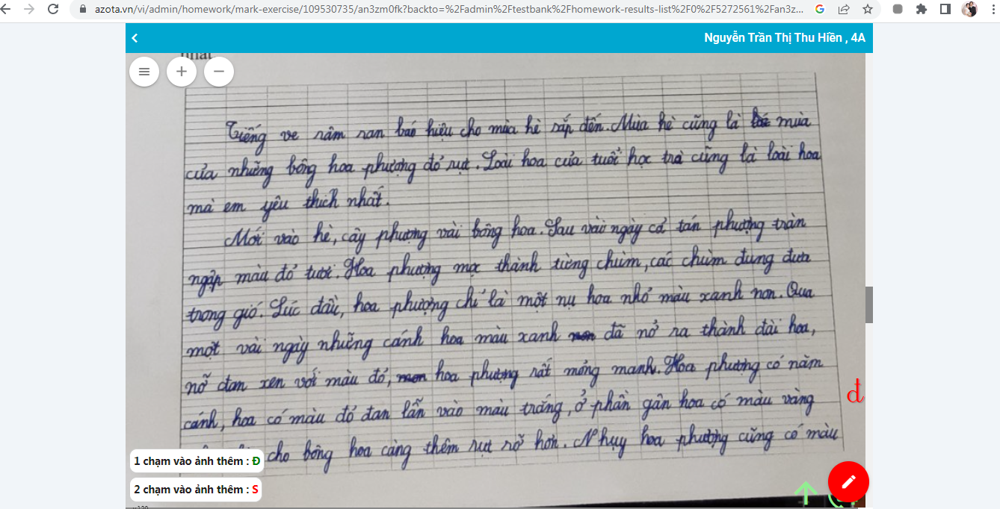 azota.vn/vi/admin/homework/mark-exercise/109530735/an3zm0fk?backto=%2Fadmin%2Ftestbank%2Fhomework-results-list%2F0%2F5272561%2Fan3z...
Nguyễn Trần Thị Thu Hiền , 4A
Tiếng ve râm ran báo hiệu cho mùa hè sắp đến. Mùa hè cũng là mùa
của những bông hoa phượng đỏ rực. Loài hoa của tuổi học trò cũng là loài hoa
mà em yêu thích nhất.
Mới vào hè, cây phượng vài bông hoa. Sau vài ngày cả tán phượng tràn
ngập màu đỏ tươi. Hoa phượng mọc thành từng chùm, các chùm đung đưa
trong gió. Lúc đầu, hoa phượng chỉ là một nụ hoa nhỏ màu xanh non. Qua
một vài ngày những cánh hoa màu xanh đã nở ra thành đài hoa,
nỗ đan xen với màu đỏ, hoa phượng rất mỏng manh. Hoa phượng có năm
cánh, hoa có màu đỏ đan lẫn vào màu trắng, ở phần gân hoa có màu vàng
đ
cho bông hoa càng thêm rực rỡ hơn. Nhụy hoa phượng cũng có màu
1 chạm vào ảnh thêm : Đ
2 chạm vào ảnh thêm : S